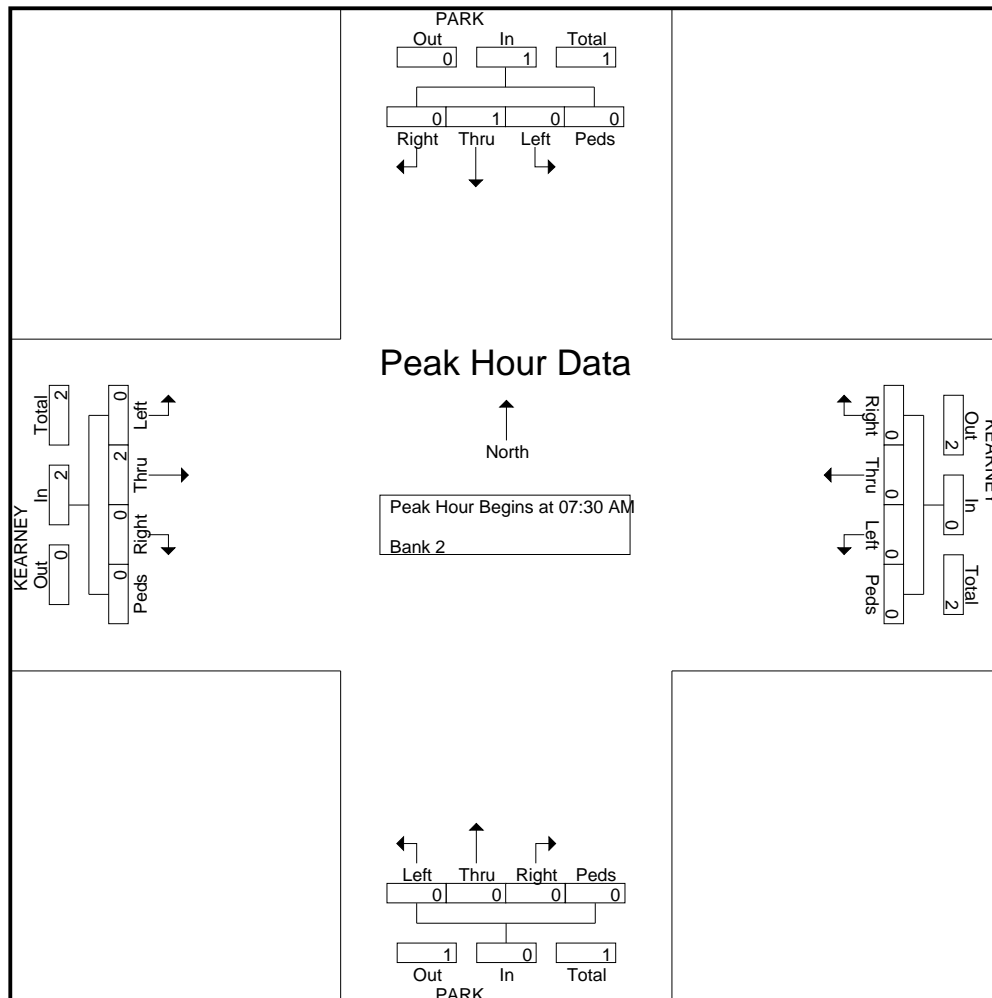 PARK
Out In Total
0 1 1
0 1 0 0
Right Thru Left Peds
Peak Hour Data
North
Peak Hour Begins at 07:30 AM
Bank 2
KEARNEY
Out In Total
0 2 2
0 0 2 0
Peds Right Thru Left
KEARNEY
Out In Total
2 0 2
0 0 0 0
Right Thru Left Peds
Left Thru Right Peds
0 0 0 0
1 0 1
Out In Total
PARK